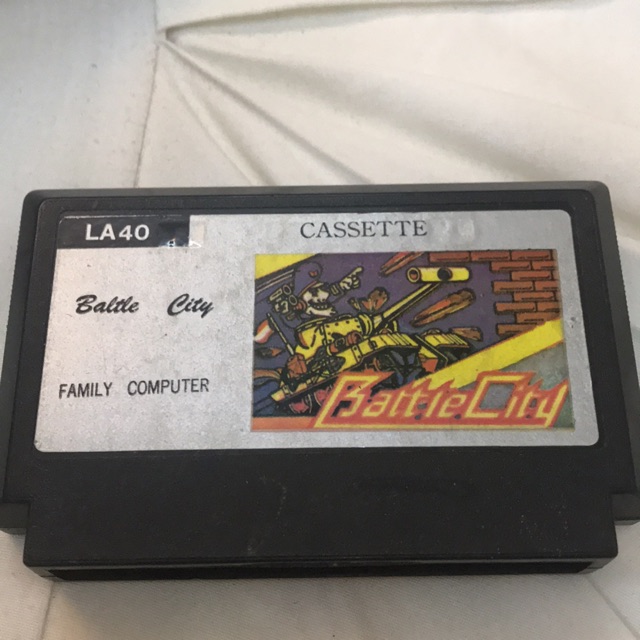 LA40
CASSETTE
Baltle City
FAMILY COMPUTER
BattleCity